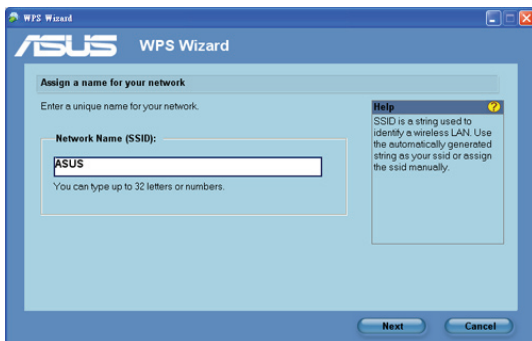 WPS Wizard
ASUS WPS Wizard
Assign a name for your network
Enter a unique name for your network.
Network Name (SSID):
ASUS
You can type up to 32 letters or numbers.
Help ?
SSID is a string used to
identify a wireless LAN. Use
the automatically generated
string as your ssid or assign
the ssid manually.
Next Cancel